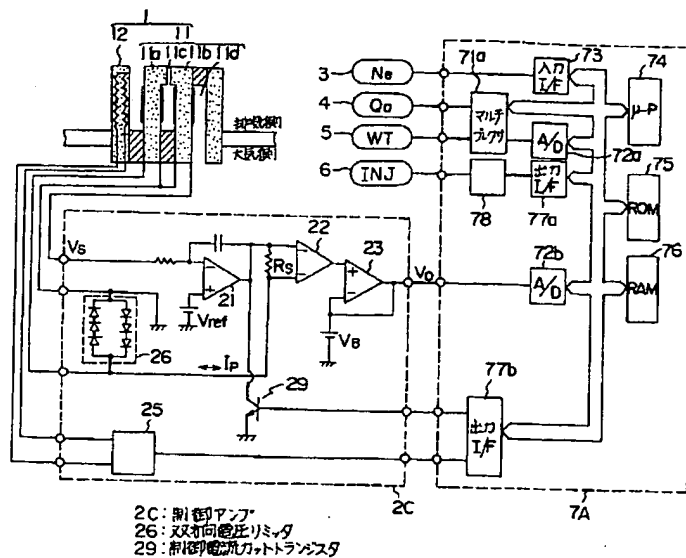 1
11
12 11a 11c 11b 11d
排気側
大気側
3 Ne
4 Qa
5 WT
6 INJ
71a
マルチ
プレクサ
78
入力
I/F
73
A/D
72a
出力
I/F
77a
μ-P
74
75
ROM
76
RAM
Vs
22
23
Rs
21
Vref
VB
Vo
72b
A/D
26
IP
29
25
77b
出力
I/F
2C
7A
2C:制御アンプ
26:双方向電圧リミッタ
29:制御電流カットトランジスタ